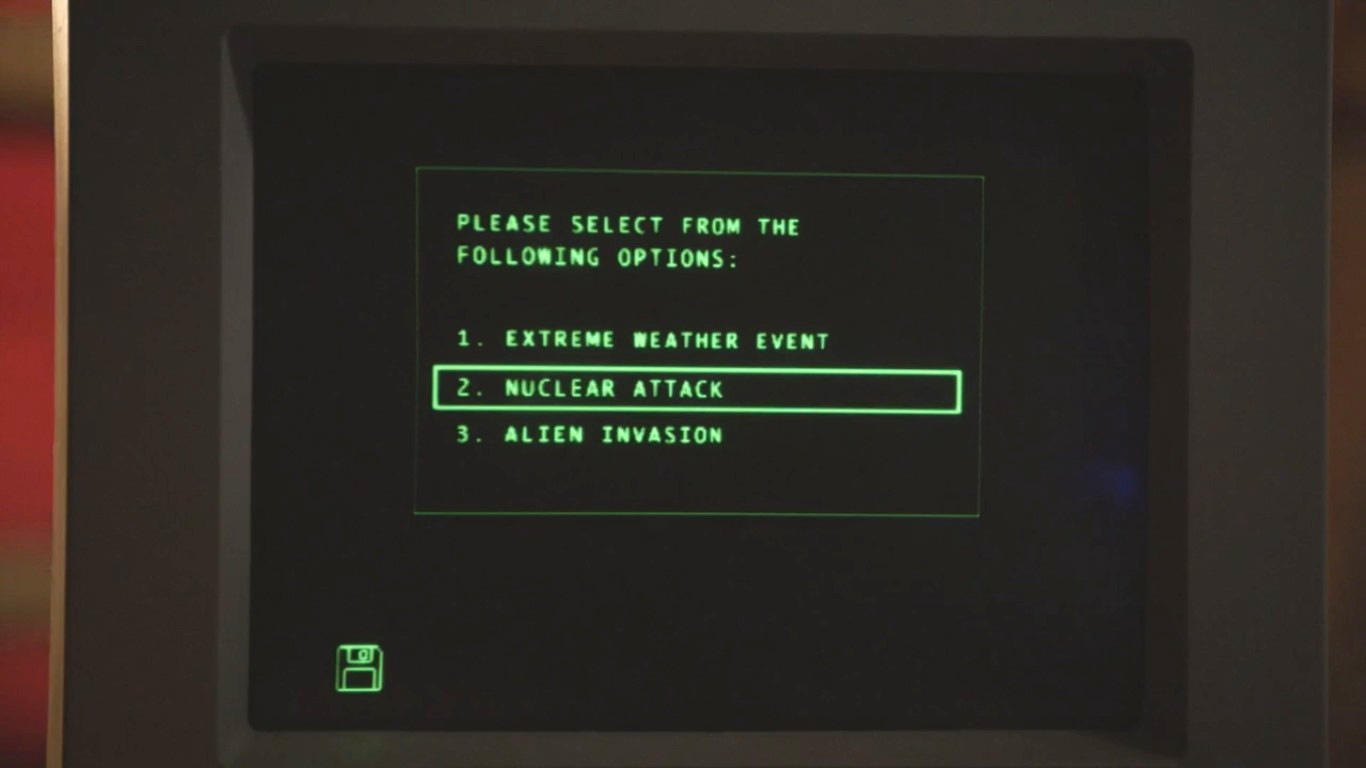 PLEASE SELECT FROM THE
FOLLOWING OPTIONS:
1. EXTREME WEATHER EVENT
2. NUCLEAR ATTACK
3. ALIEN INVASION